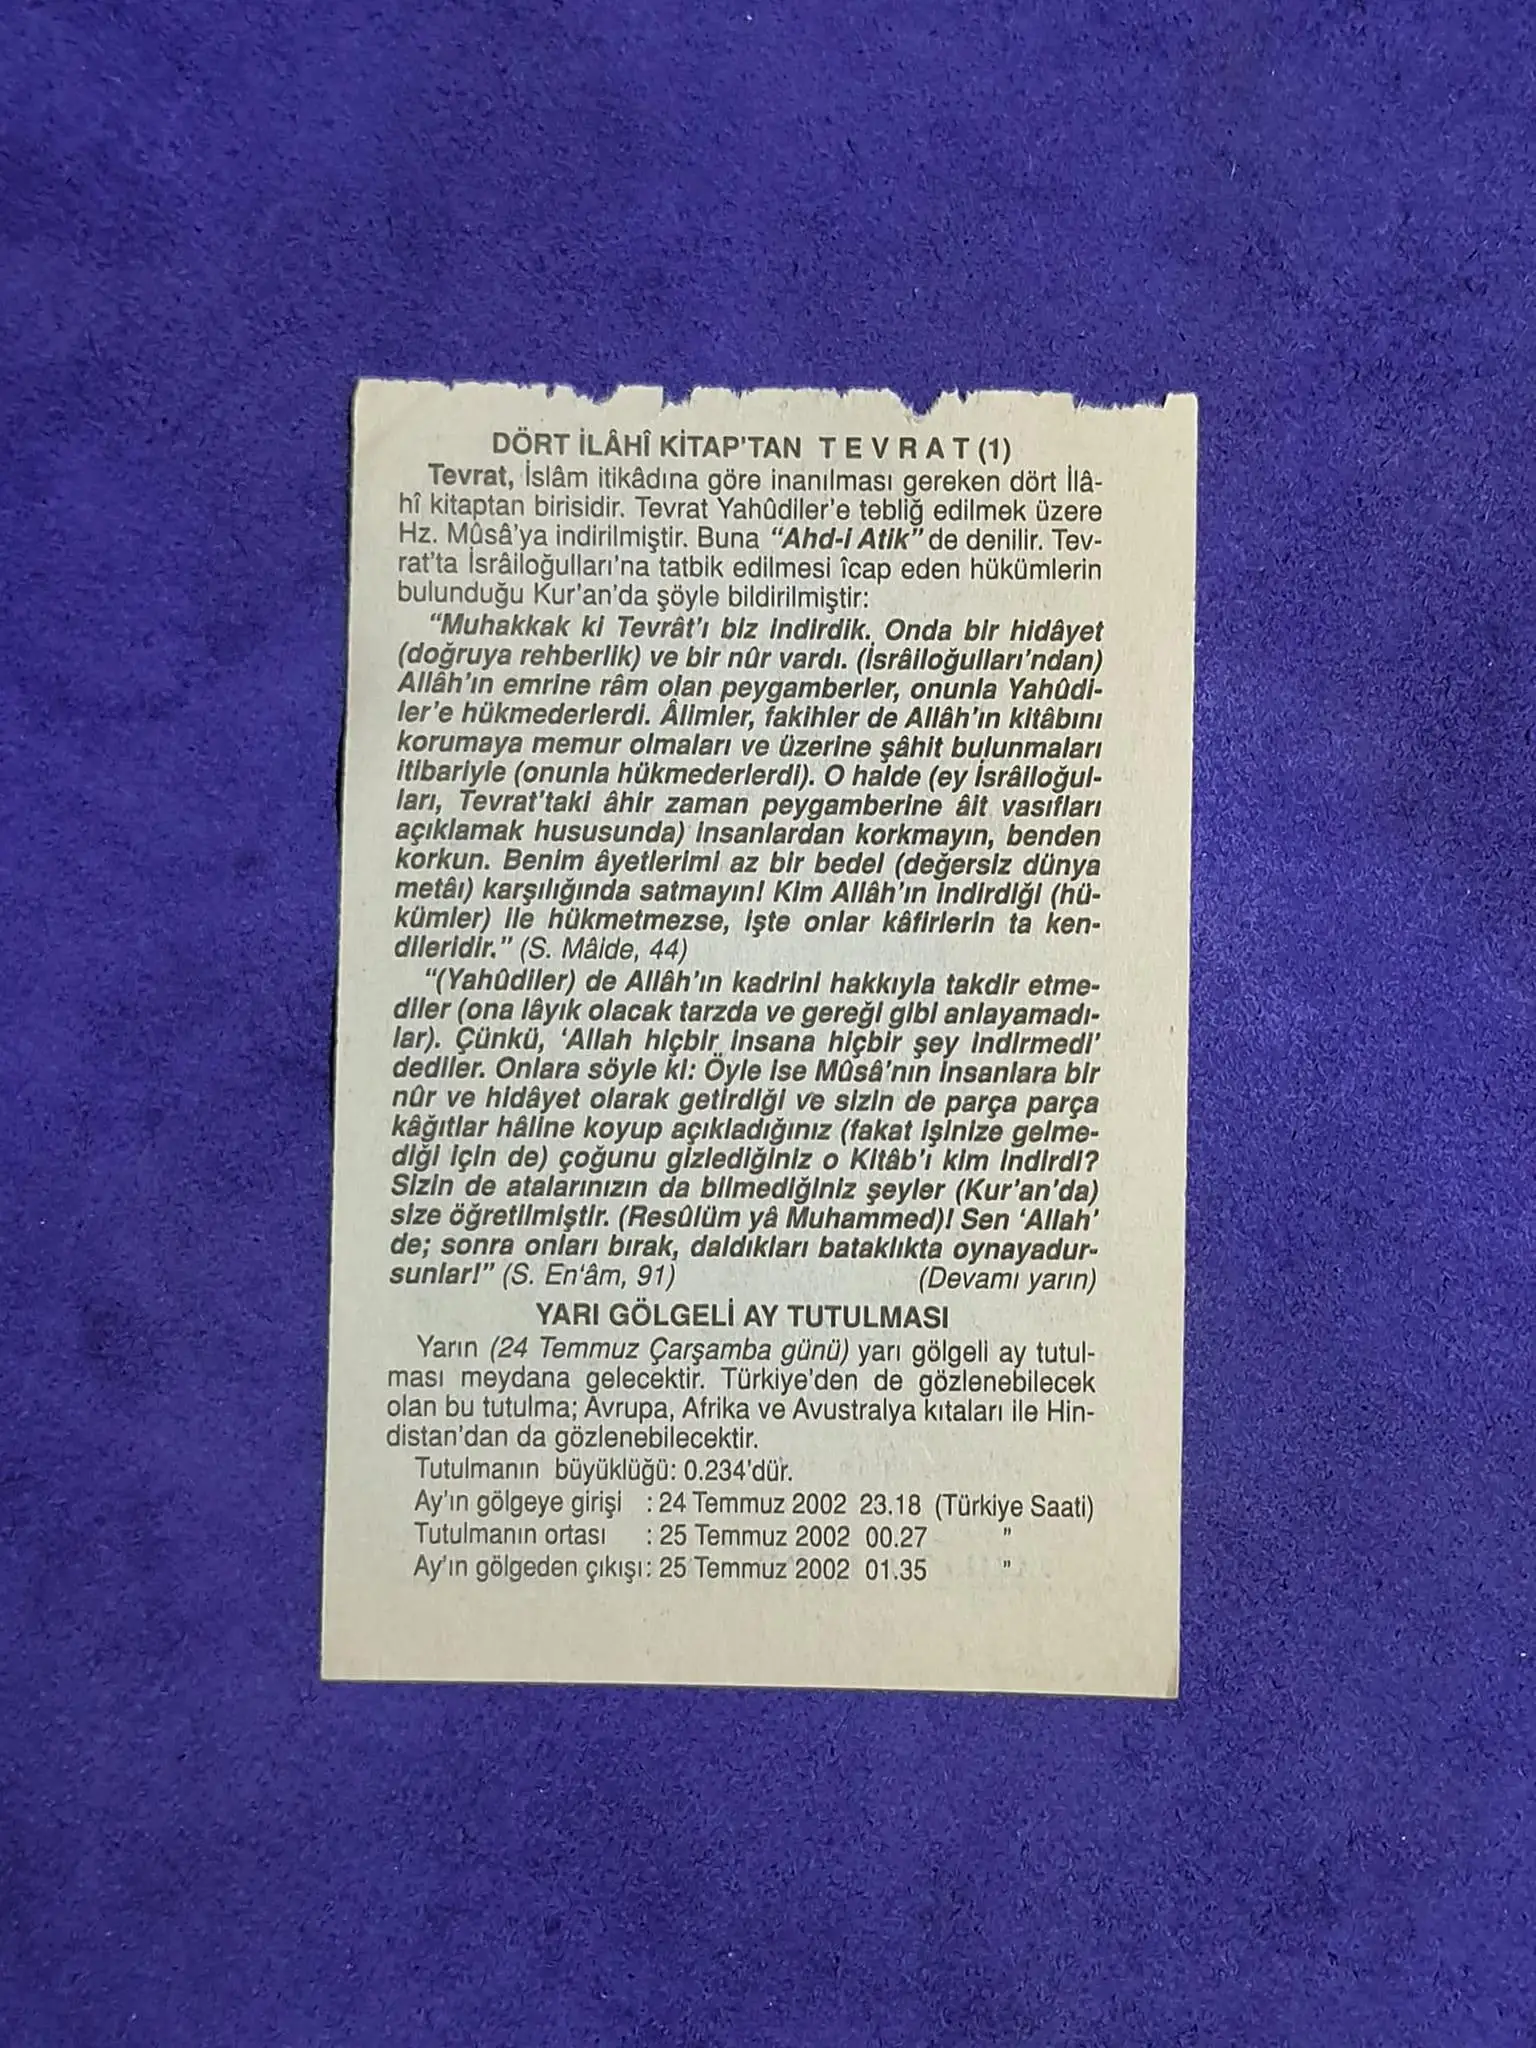 DÖRT İLÂHÎ KİTAP'TAN T E V R A T (1)
Tevrat, İslâm itikâdına göre inanılması gereken dört İlâ-
hî kitaptan birisidir. Tevrat Yahûdiler'e tebliğ edilmek üzere
Hz. Mûsâ'ya indirilmiştir. Buna "Ahd-i Atik" de denilir. Tev-
rat'ta İsrâiloğulları'na tatbik edilmesi îcap eden hükümlerin
bulunduğu Kur'an'da şöyle bildirilmiştir:
"Muhakkak ki Tevrât'ı biz indirdik. Onda bir hidâyet
(doğruya rehberlik) ve bir nûr vardı. (İsrâiloğulları'ndan)
Allâh'ın emrine râm olan peygamberler, onunla Yahûdi-
ler'e hükmederlerdi. Âlimler, fakihler de Allâh'ın kitâbını
korumaya memur olmaları ve üzerine şâhit bulunmaları
itibariyle (onunla hükmederlerdi). O halde (ey İsrâiloğul-
ları, Tevrat'taki âhir zaman peygamberine âit vasıfları
açıklamak hususunda) insanlardan korkmayın, benden
korkun. Benim âyetlerimi az bir bedel (değersiz dünya
metâı) karşılığında satmayın! Kim Allâh'ın indirdiği (hü-
kümler) ile hükmetmezse, işte onlar kâfirlerin ta ken-
dileridir." (S. Mâide, 44)
"(Yahûdiler) de Allâh'ın kadrini hakkıyla takdir etme-
diler (ona lâyık olacak tarzda ve gereği gibi anlayamadı-
lar). Çünkü, 'Allah hiçbir insana hiçbir şey indirmedi'
dediler. Onlara söyle ki: Öyle ise Mûsâ'nın insanlara bir
nûr ve hidâyet olarak getirdiği ve sizin de parça parça
kâğıtlar hâline koyup açıkladığınız (fakat işinize gelme-
diği için de) çoğunu gizlediğiniz o Kitâb'ı kim indirdi?
Sizin de atalarınızın da bilmediğiniz şeyler (Kur'an'da)
size öğretilmiştir. (Resûlüm yâ Muhammed)! Sen 'Allah'
de; sonra onları bırak, daldıkları bataklıkta oynayadur-
sunlar!" (S. En'âm, 91) (Devamı yarın)
YARI GÖLGELİ AY TUTULMASI
Yarın (24 Temmuz Çarşamba günü) yarı gölgeli ay tutul-
ması meydana gelecektir. Türkiye'den de gözlenebilecek
olan bu tutulma; Avrupa, Afrika ve Avustralya kıtaları ile Hin-
distan'dan da gözlenebilecektir.
Tutulmanın büyüklüğü: 0.234'dür.
Ay'ın gölgeye girişi : 24 Temmuz 2002 23.18 (Türkiye Saati)
Tutulmanın ortası : 25 Temmuz 2002 00.27 "
Ay'ın gölgeden çıkışı: 25 Temmuz 2002 01.35 "